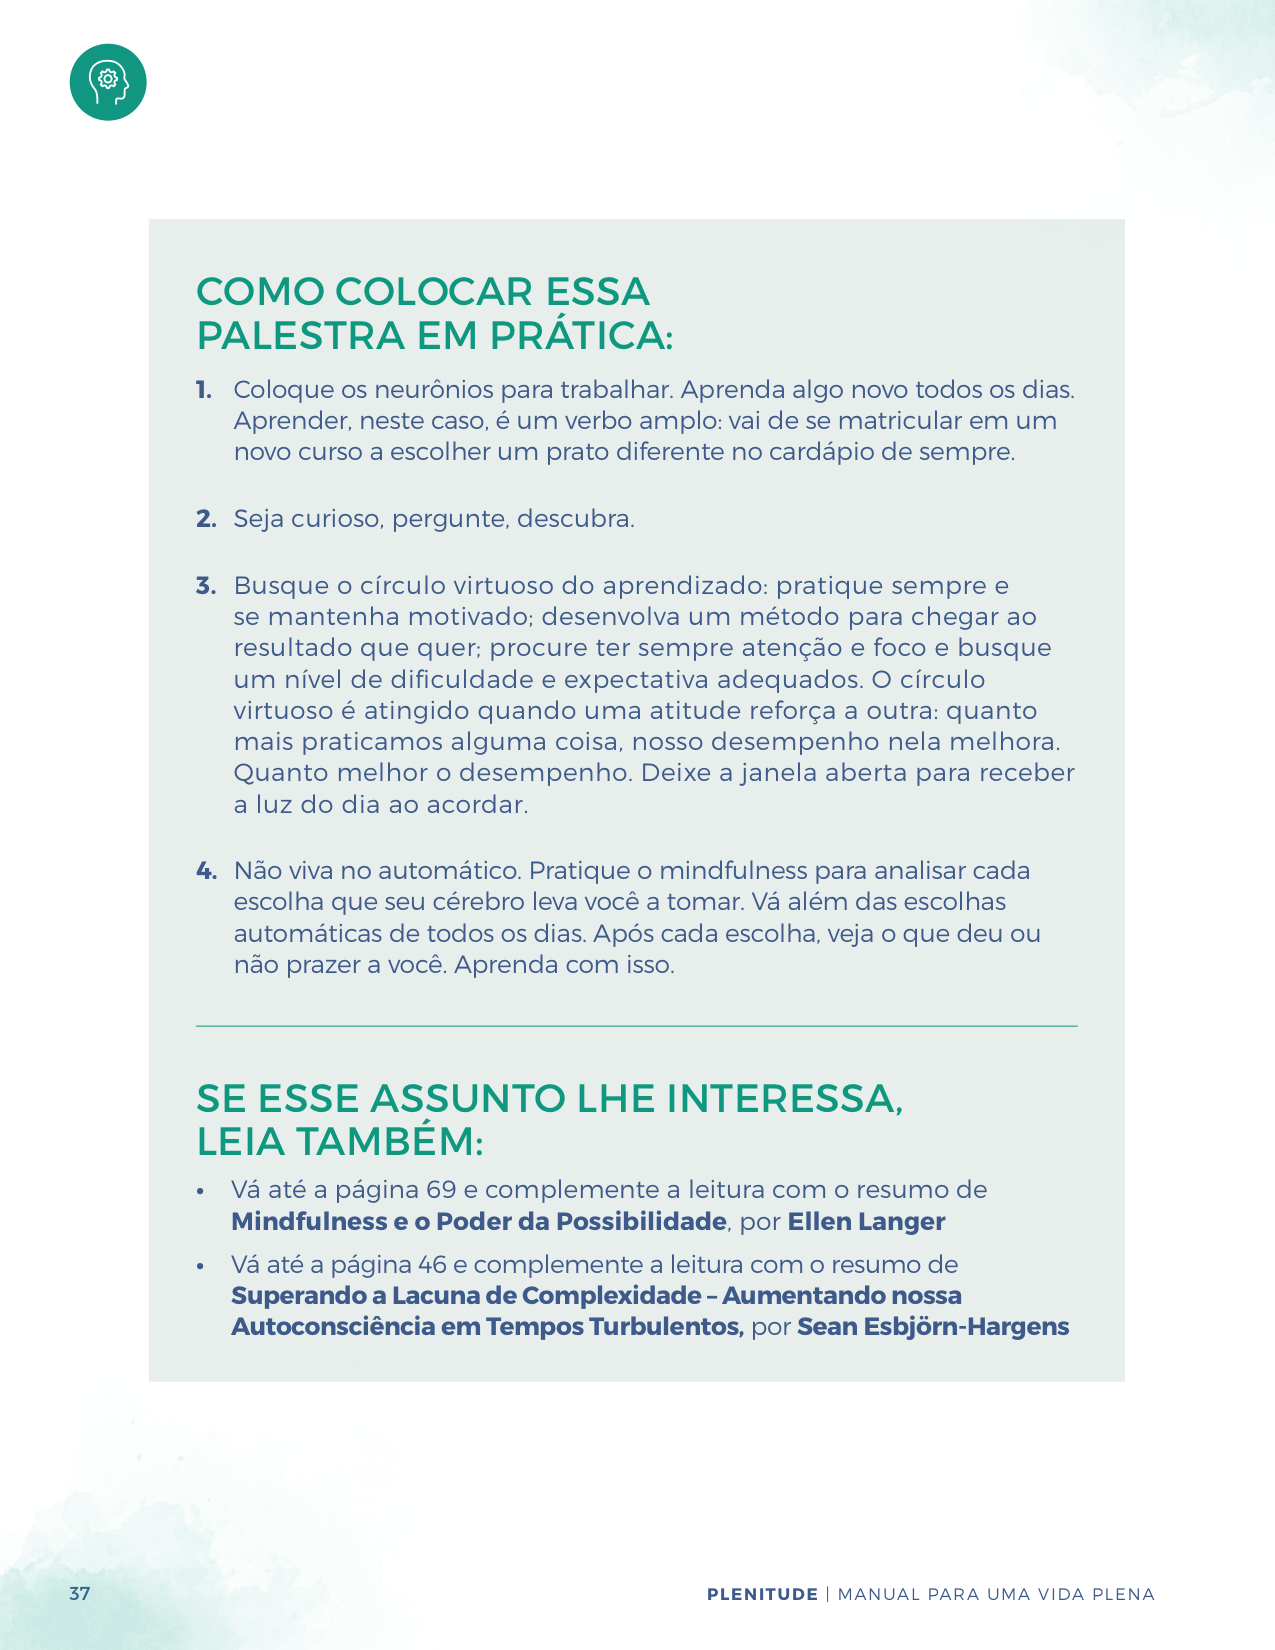 COMO COLOCAR ESSA
PALESTRA EM PRÁTICA:
1. Coloque os neurônios para trabalhar. Aprenda algo novo todos os dias.
Aprender, neste caso, é um verbo amplo: vai de se matricular em um
novo curso a escolher um prato diferente no cardápio de sempre.
2. Seja curioso, pergunte, descubra.
3. Busque o círculo virtuoso do aprendizado: pratique sempre e
se mantenha motivado; desenvolva um método para chegar ao
resultado que quer; procure ter sempre atenção e foco e busque
um nível de dificuldade e expectativa adequados. O círculo
virtuoso é atingido quando uma atitude reforça a outra: quanto
mais praticamos alguma coisa, nosso desempenho nela melhora.
Quanto melhor o desempenho. Deixe a janela aberta para receber
a luz do dia ao acordar.
4. Não viva no automático. Pratique o mindfulness para analisar cada
escolha que seu cérebro leva você a tomar. Vá além das escolhas
automáticas de todos os dias. Após cada escolha, veja o que deu ou
não prazer a você. Aprenda com isso.
SE ESSE ASSUNTO LHE INTERESSA,
LEIA TAMBÉM:
• Vá até a página 69 e complemente a leitura com o resumo de
Mindfulness e o Poder da Possibilidade, por Ellen Langer
• Vá até a página 46 e complemente a leitura com o resumo de
Superando a Lacuna de Complexidade – Aumentando nossa
Autoconsciência em Tempos Turbulentos, por Sean Esbjörn-Hargens
37
PLENITUDE | MANUAL PARA UMA VIDA PLENA